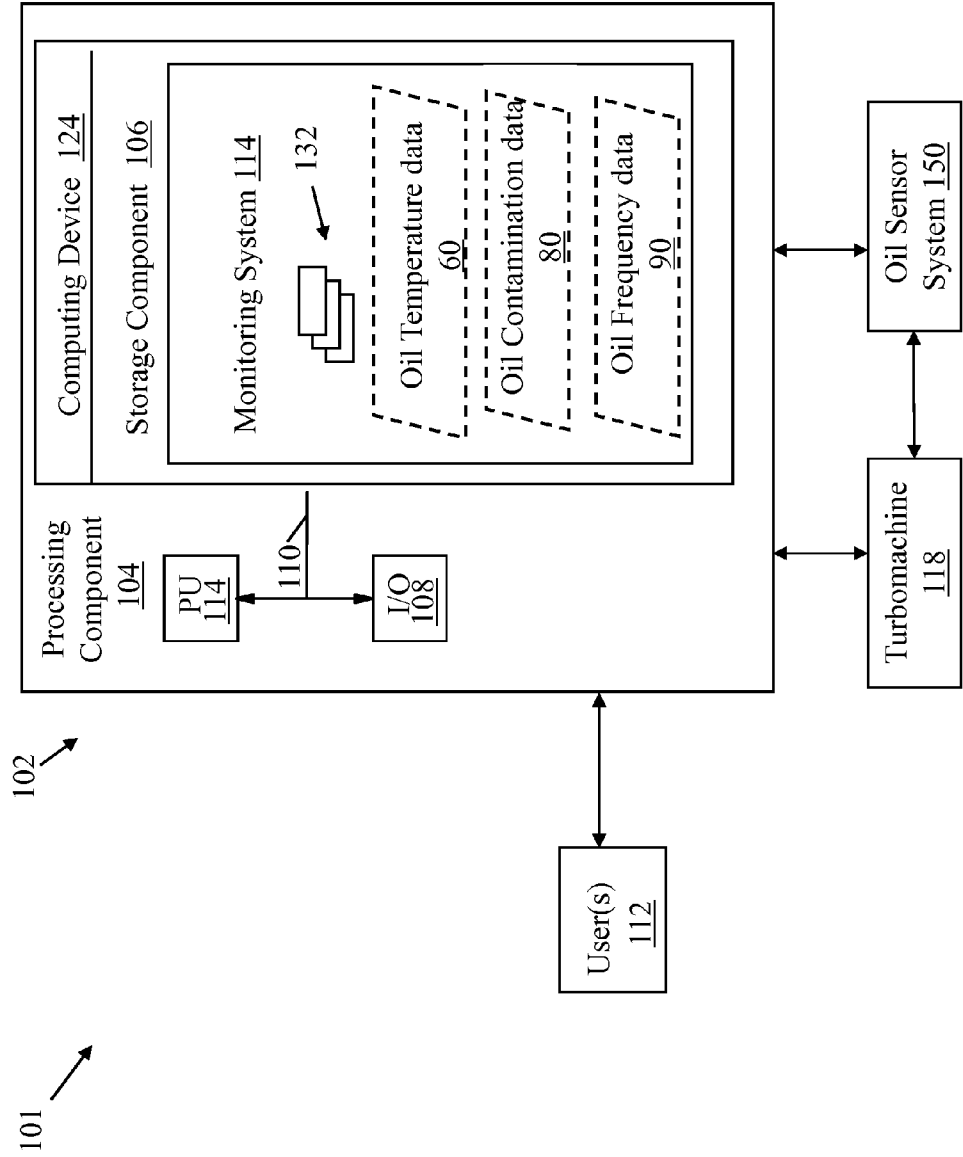 101
102
Processing
Component
104
PU
114
110
I/O
108
Computing Device 124
Storage Component 106
Monitoring System 114
132
Oil Temperature data
60
Oil Contamination data
80
Oil Frequency data
90
User(s)
112
Turbomachine
118
Oil Sensor
System 150